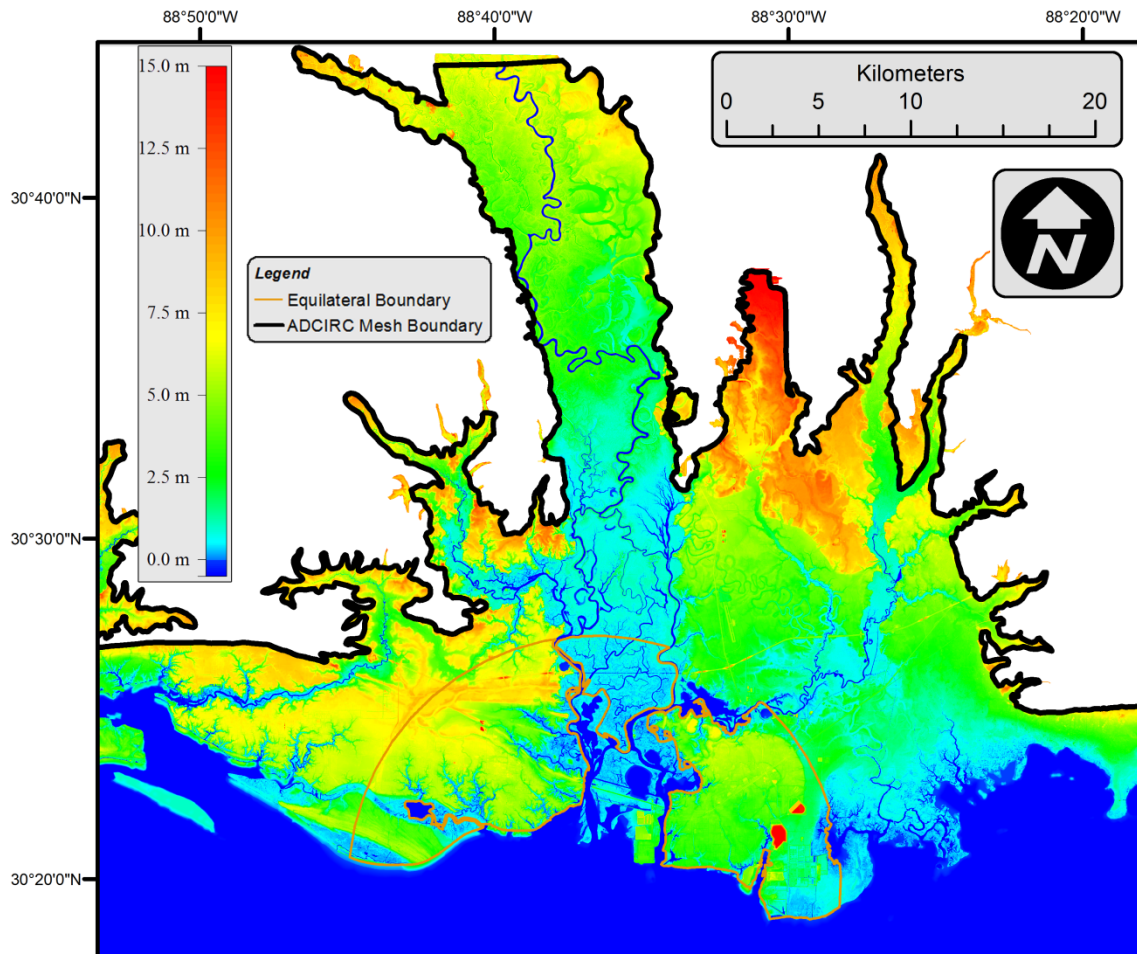 88°50'0"W 88°40'0"W 88°30'0"W 88°20'0"W
15.0 m
12.5 m
10.0 m
7.5 m
5.0 m
2.5 m
0.0 m
Kilometers
0 5 10 20
N
30°40'0"N
Legend
Equilateral Boundary
ADCIRC Mesh Boundary
30°30'0"N
30°20'0"N